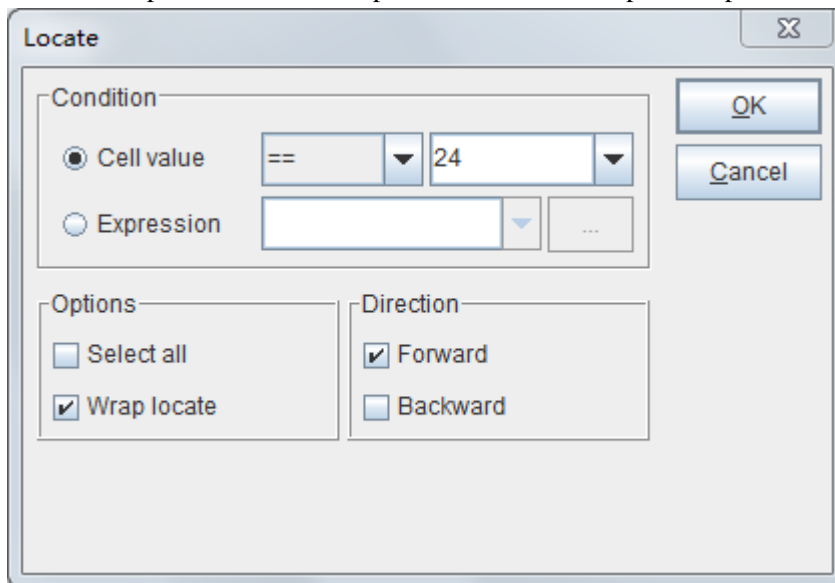 Locate
Condition
Cell value == 24
Expression ...
OK
Cancel
Options
Select all
Wrap locate
Direction
Forward
Backward